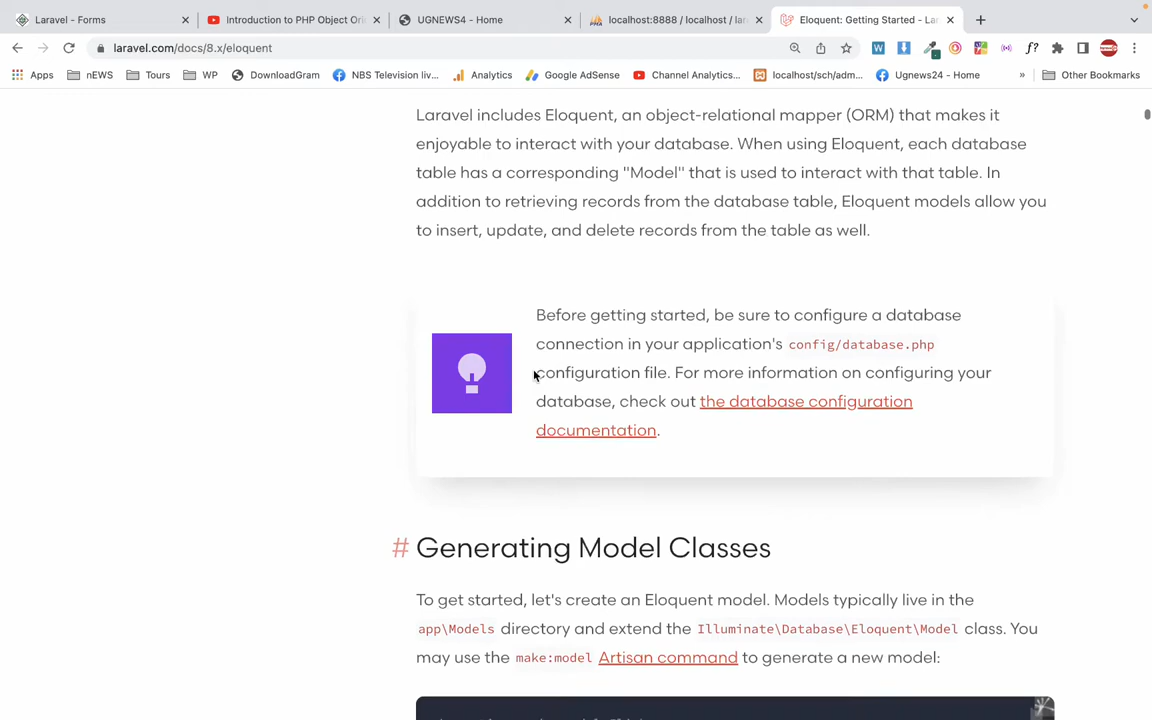 Laravel - Forms
Introduction to PHP Object Ori
UGNEWS4 - Home
localhost:8888 / localhost / lar
Eloquent: Getting Started - La
laravel.com/docs/8.x/eloquent
Apps
nEWS
Tours
WP
DownloadGram
NBS Television liv...
Analytics
Google AdSense
Channel Analytics...
localhost/sch/adm...
Ugnews24 - Home
»
Other Bookmarks
Laravel includes Eloquent, an object-relational mapper (ORM) that makes it
enjoyable to interact with your database. When using Eloquent, each database
table has a corresponding "Model" that is used to interact with that table. In
addition to retrieving records from the database table, Eloquent models allow you
to insert, update, and delete records from the table as well.
Before getting started, be sure to configure a database
connection in your application's config/database.php
configuration file. For more information on configuring your
database, check out the database configuration
documentation.
# Generating Model Classes
To get started, let's create an Eloquent model. Models typically live in the
app\Models directory and extend the Illuminate\Database\Eloquent\Model class. You
may use the make:model Artisan command to generate a new model: